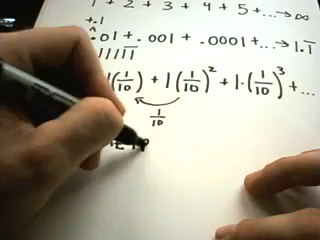 1 + 2 + 3 + 4 + 5 + ... → ∞
+.1
^.01 + .001 + .0001 + ... → 1.1̅
.11111̅
1(1/10) + 1(1/10)² + 1·(1/10)³ + ...
1/10